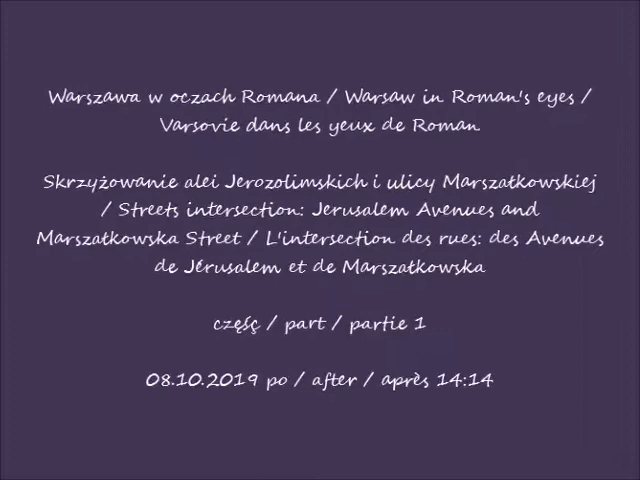 Warszawa w oczach Romana / Warsaw in Roman's eyes /
Varsovie dans les yeux de Roman
Skrzyżowanie alei Jerozolimskich i ulicy Marszałkowskiej
/ Streets intersection: Jerusalem Avenues and
Marszałkowska Street / L'intersection des rues: des Avenues
de Jérusalem et de Marszałkowska
część / part / partie 1
08.10.2019 po / after / après 14:14